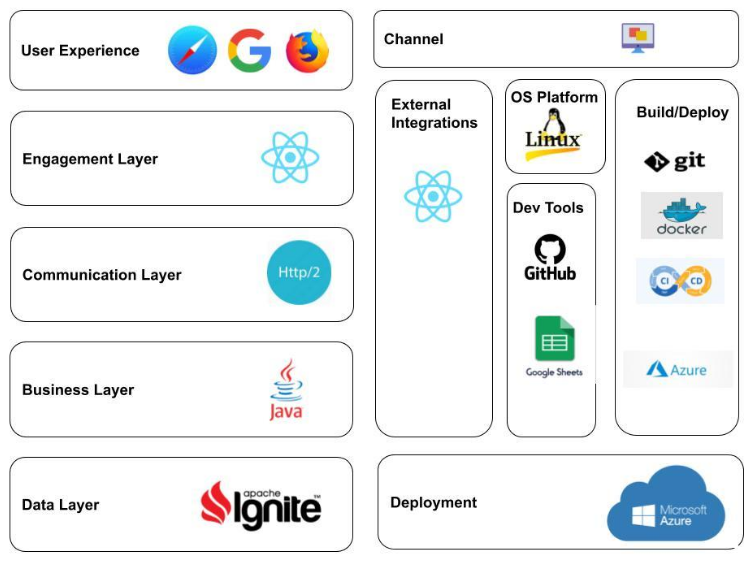 User Experience
Engagement Layer
Communication Layer
Http/2
Business Layer
Java
Data Layer
apache
Ignite™
Channel
External
Integrations
OS Platform
Linux
Dev Tools
GitHub
Google Sheets
Build/Deploy
git
docker
CI CD
Azure
Deployment
Microsoft
Azure